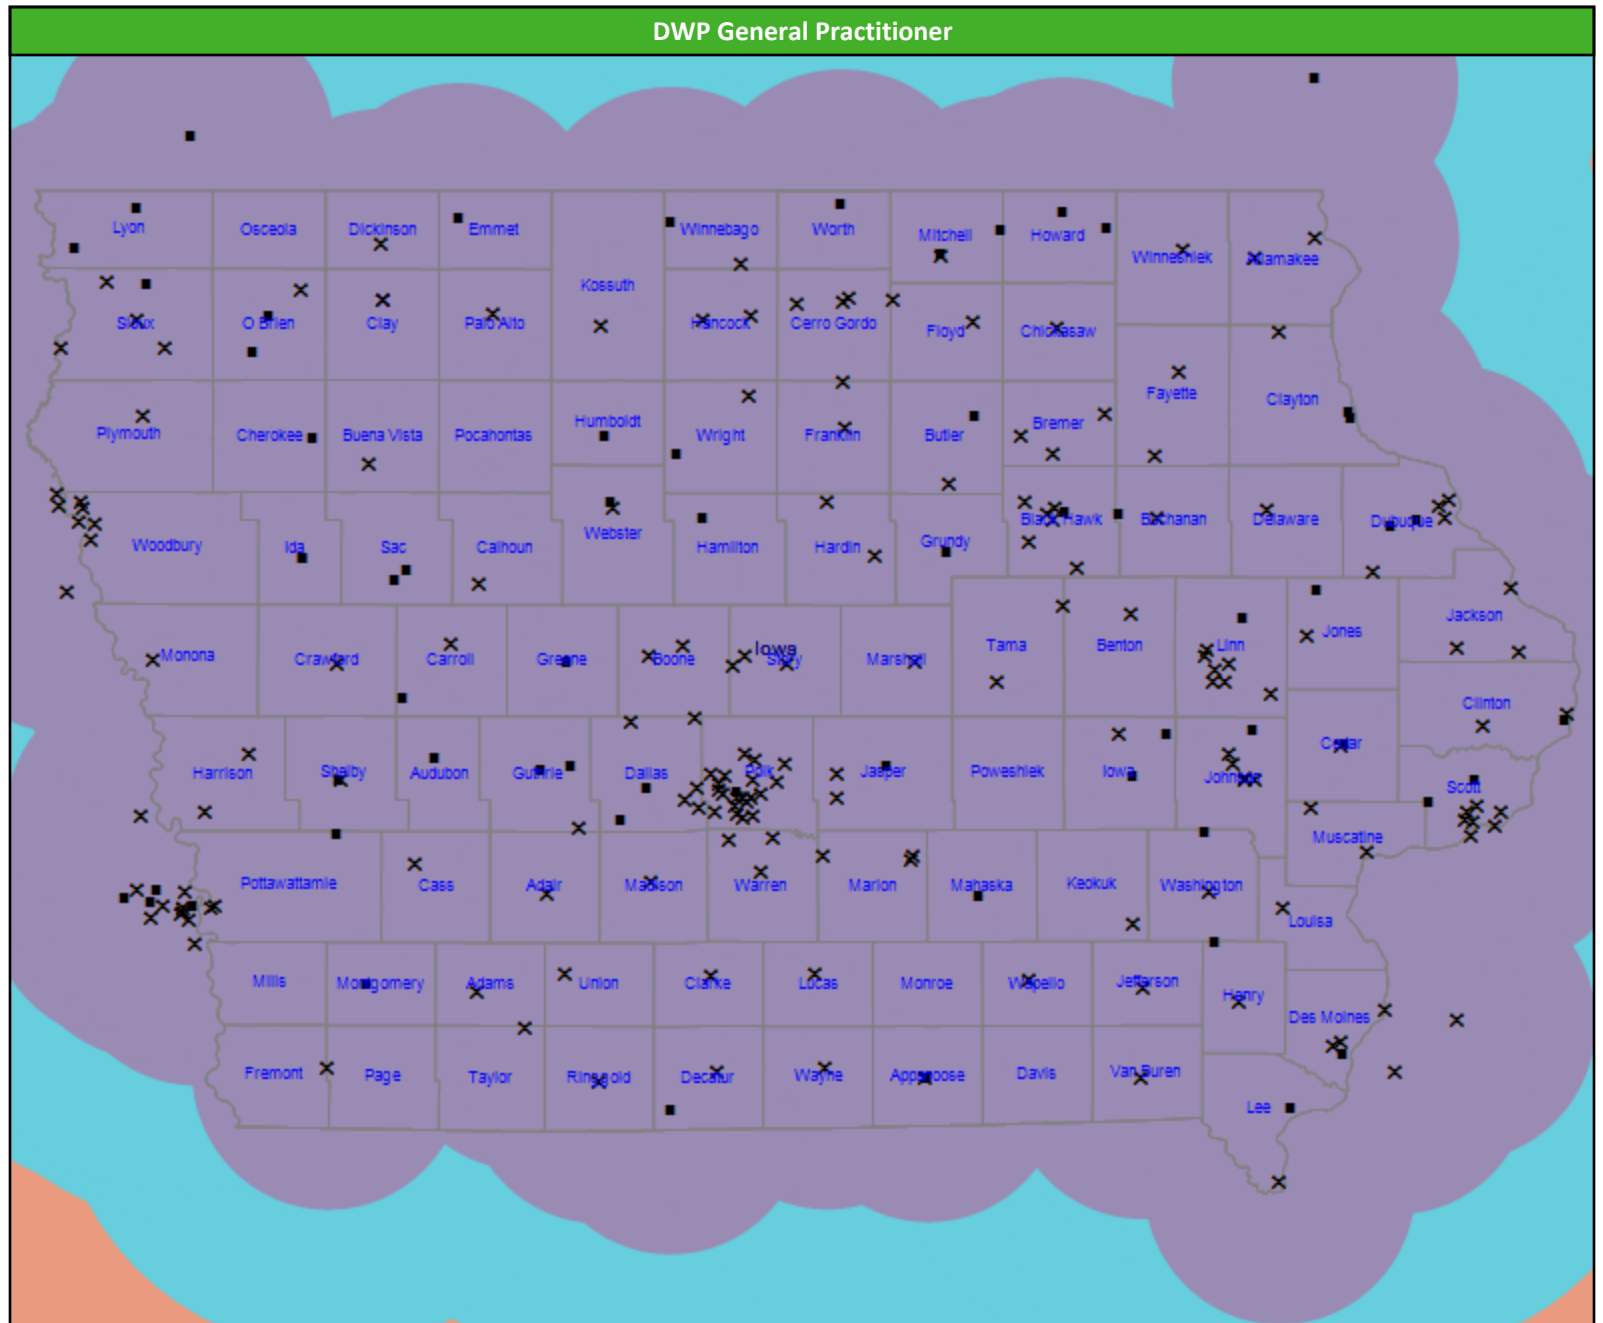 DWP General Practitioner
Lyon Osceola Dickinson Emmet Winnebago Worth Mitchell Howard Winneshiek Allamakee
Kossuth
Sioux O Brien Clay Palo Alto Hancock Cerro Gordo Floyd Chickasaw
Fayette Clayton
Plymouth Cherokee Buena Vista Pocahontas Humboldt Wright Franklin Butler Bremer
Woodbury Ida Sac Calhoun Webster Hamilton Hardin Grundy Black Hawk Buchanan Delaware Dubuque
Iowa
Monona Crawford Carroll Greene Boone Story Marshall Tama Benton Linn Jones Jackson
Clinton
Harrison Shelby Audubon Guthrie Dallas Polk Jasper Poweshiek Iowa Johnson Cedar Scott
Muscatine
Pottawattamie Cass Adair Madison Warren Marion Mahaska Keokuk Washington
Louisa
Mills Montgomery Adams Union Clarke Lucas Monroe Wapello Jefferson Henry
Des Moines
Fremont Page Taylor Ringgold Decatur Wayne Appanoose Davis Van Buren
Lee